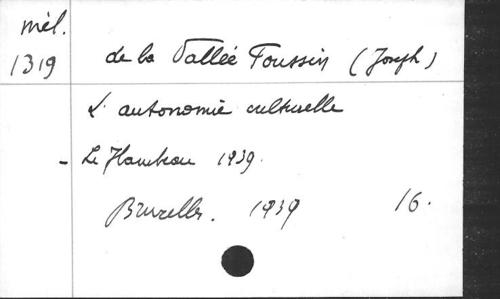 Mél.
1319
de la Vallée Poussin (Joseph)
L'autonomie culturelle
- Le Flambeau 1939.
Bruxelles. 1939 16.